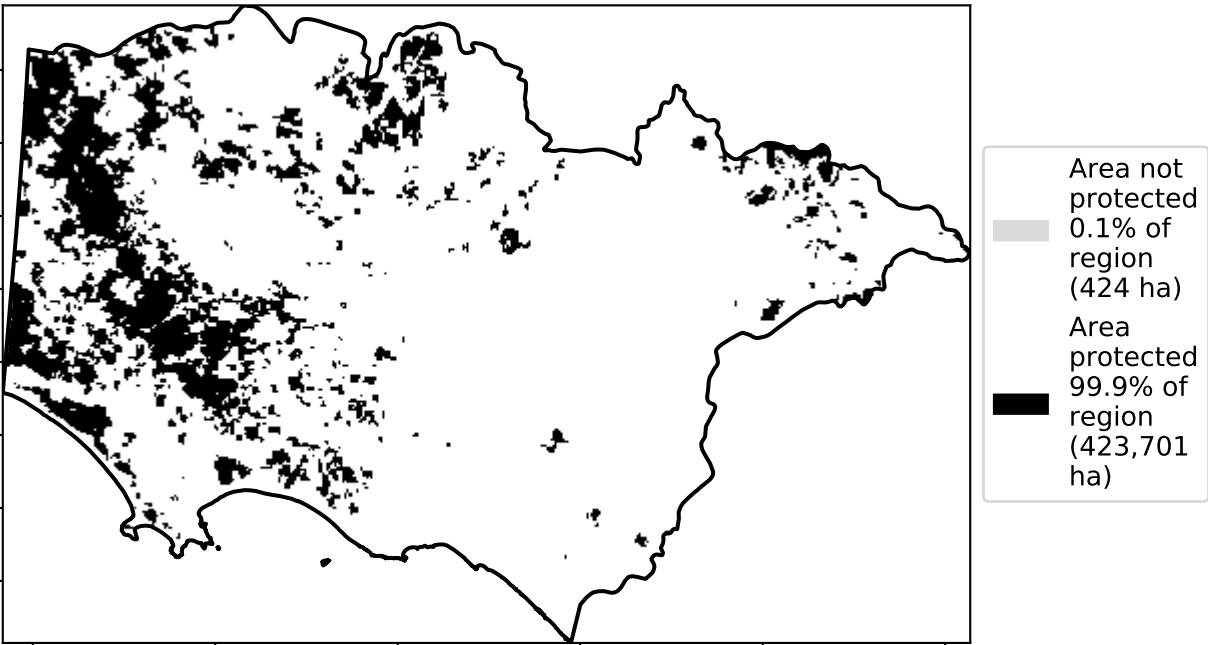 Area not
protected
0.1% of
region
(424 ha)
Area
protected
99.9% of
region
(423,701
ha)